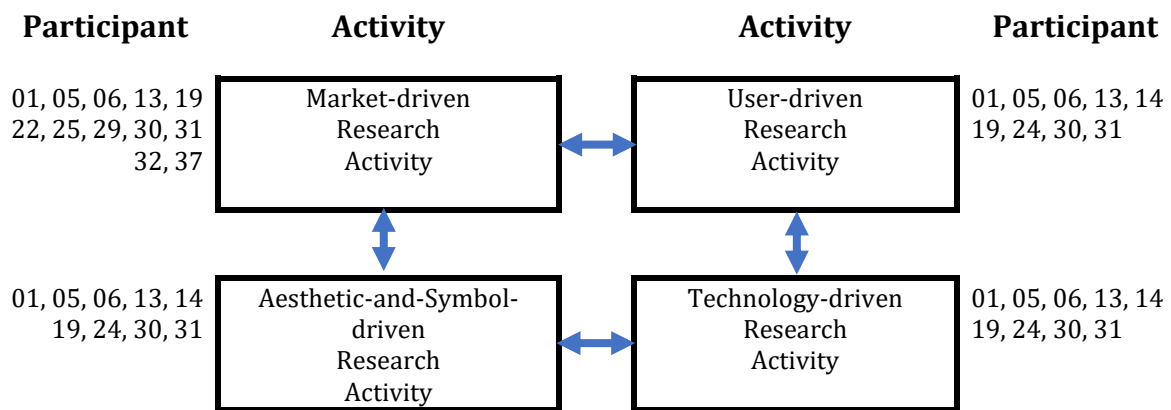 Participant
Activity
Activity
Participant
01, 05, 06, 13, 19
22, 25, 29, 30, 31
32, 37
Market-driven
Research
Activity
User-driven
Research
Activity
01, 05, 06, 13, 14
19, 24, 30, 31
01, 05, 06, 13, 14
19, 24, 30, 31
Aesthetic-and-Symbol-
driven
Research
Activity
Technology-driven
Research
Activity
01, 05, 06, 13, 14
19, 24, 30, 31